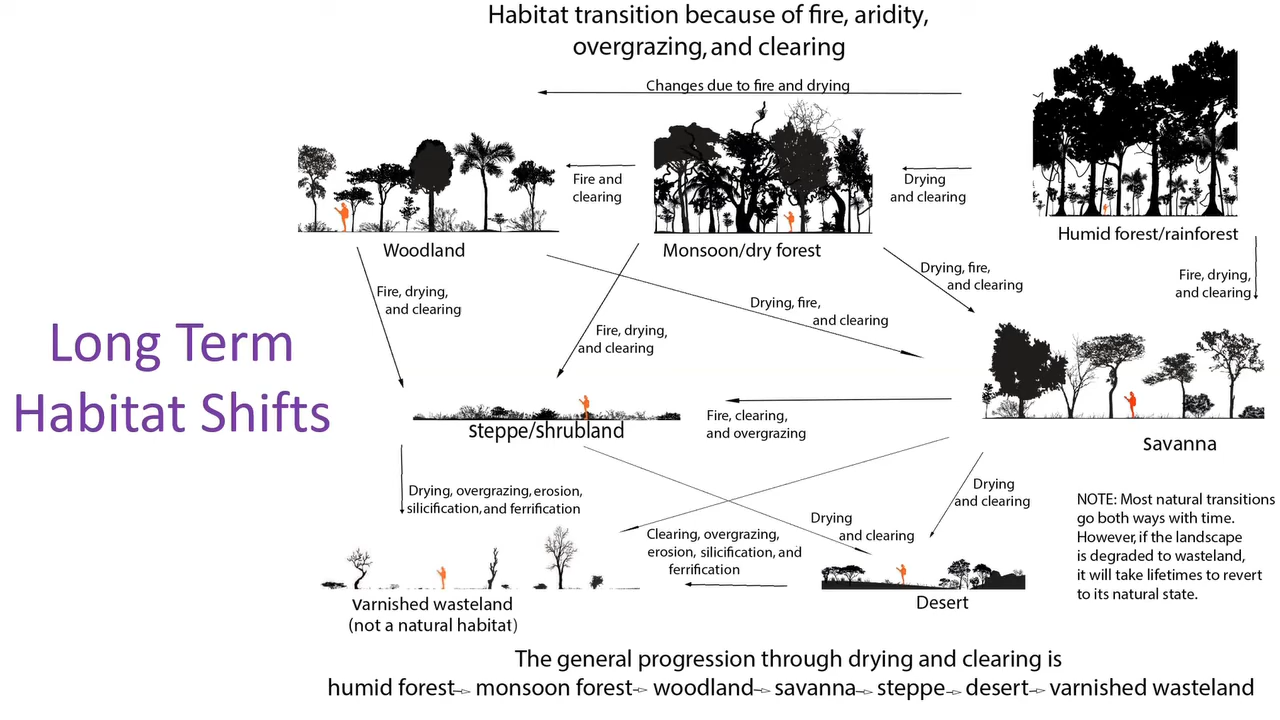 Habitat transition because of fire, aridity,
overgrazing, and clearing
Changes due to fire and drying
Fire and
clearing
Drying
and clearing
Woodland
Monsoon/dry forest
Humid forest/rainforest
Fire, drying,
and clearing
Drying, fire,
and clearing
Fire, drying,
and clearing
Drying, fire,
and clearing
Fire, drying,
and clearing
Long Term
Habitat Shifts
Steppe/shrubland
Fire, clearing,
and overgrazing
Savanna
Drying, overgrazing, erosion,
silicification, and ferrification
Drying
and clearing
Drying
and clearing
Clearing, overgrazing,
erosion, silicification, and
ferrification
NOTE: Most natural transitions
go both ways with time.
However, if the landscape
is degraded to wasteland,
it will take lifetimes to revert
to its natural state.
Varnished wasteland
(not a natural habitat)
Desert
The general progression through drying and clearing is
humid forest→ monsoon forest→ woodland→ savanna→ steppe→ desert→ varnished wasteland